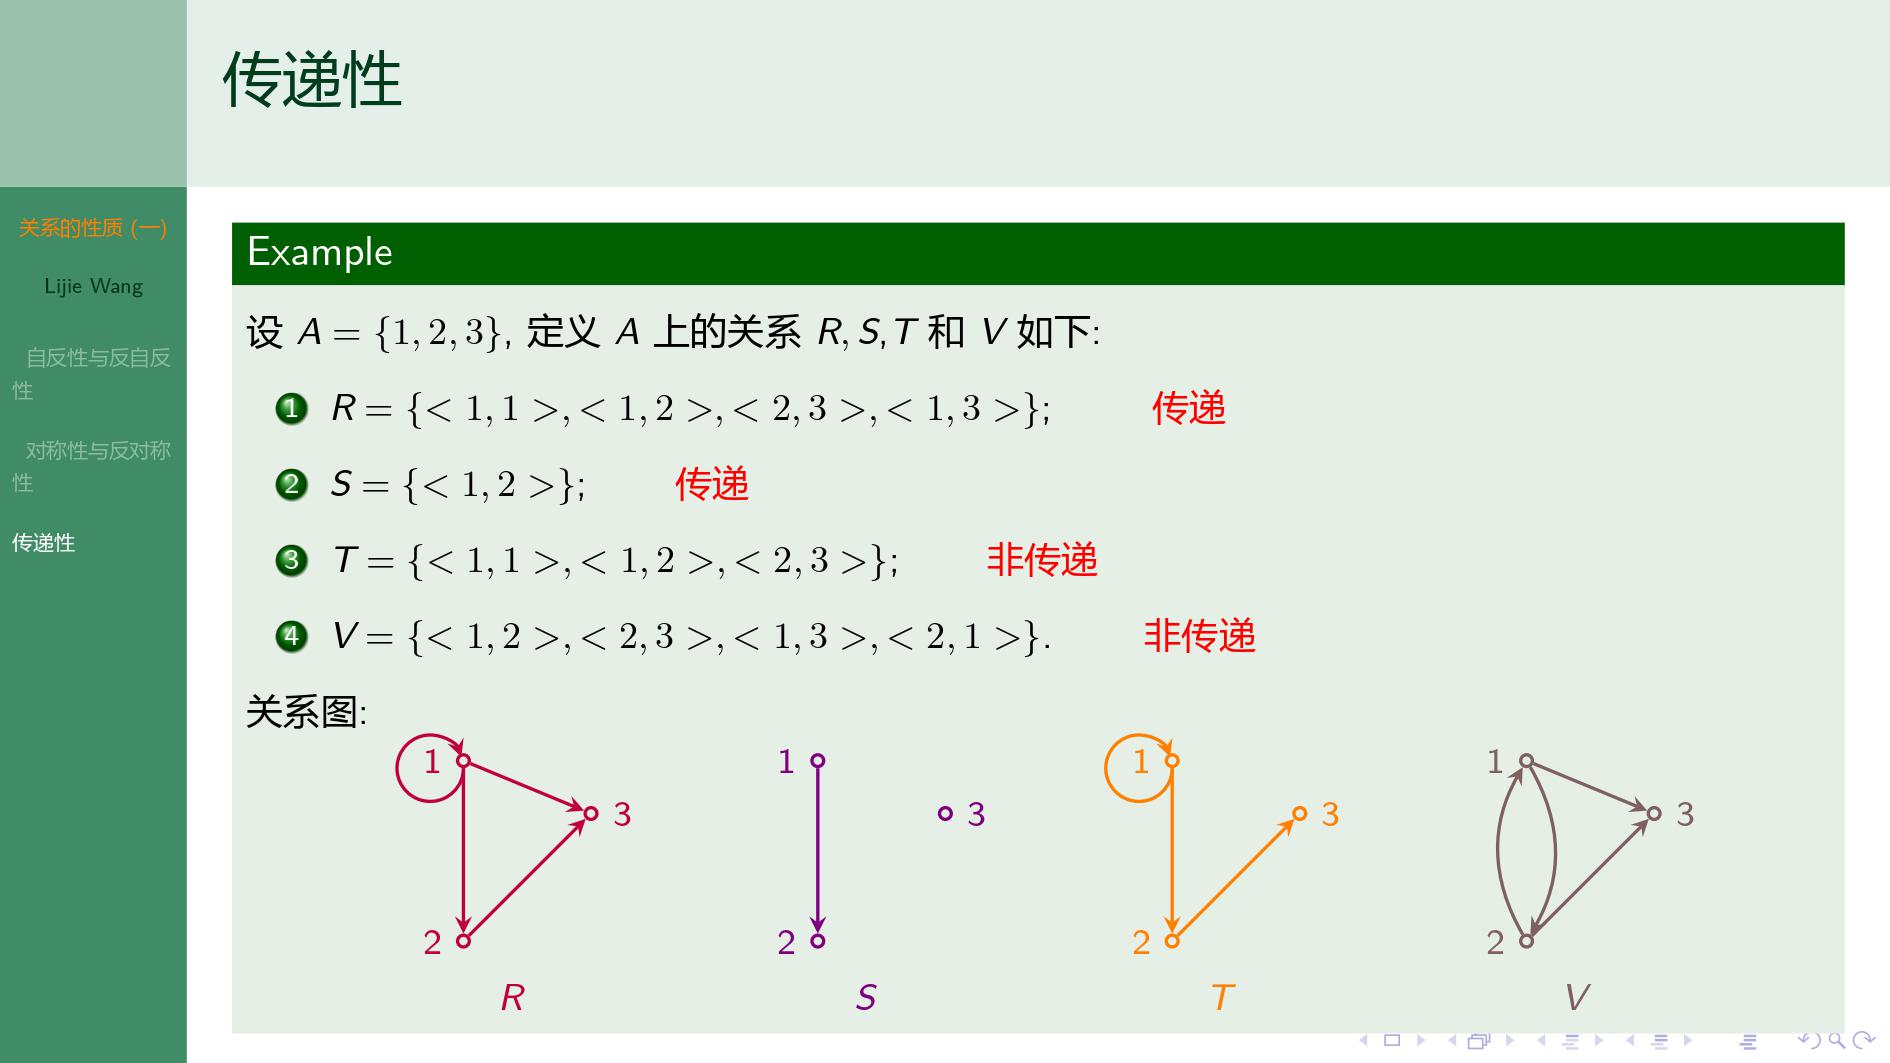 传递性
关系的性质 (一)
Lijie Wang
自反性与反自反
性
对称性与反对称
性
传递性
Example
设 A = {1, 2, 3}, 定义 A 上的关系 R, S, T 和 V 如下:
1 R = {< 1, 1 >, < 1, 2 >, < 2, 3 >, < 1, 3 >}; 传递
2 S = {< 1, 2 >}; 传递
3 T = {< 1, 1 >, < 1, 2 >, < 2, 3 >}; 非传递
4 V = {< 1, 2 >, < 2, 3 >, < 1, 3 >, < 2, 1 >}. 非传递
关系图:
1 1 1 1
3 3 3 3
2 2 2 2
R S T V